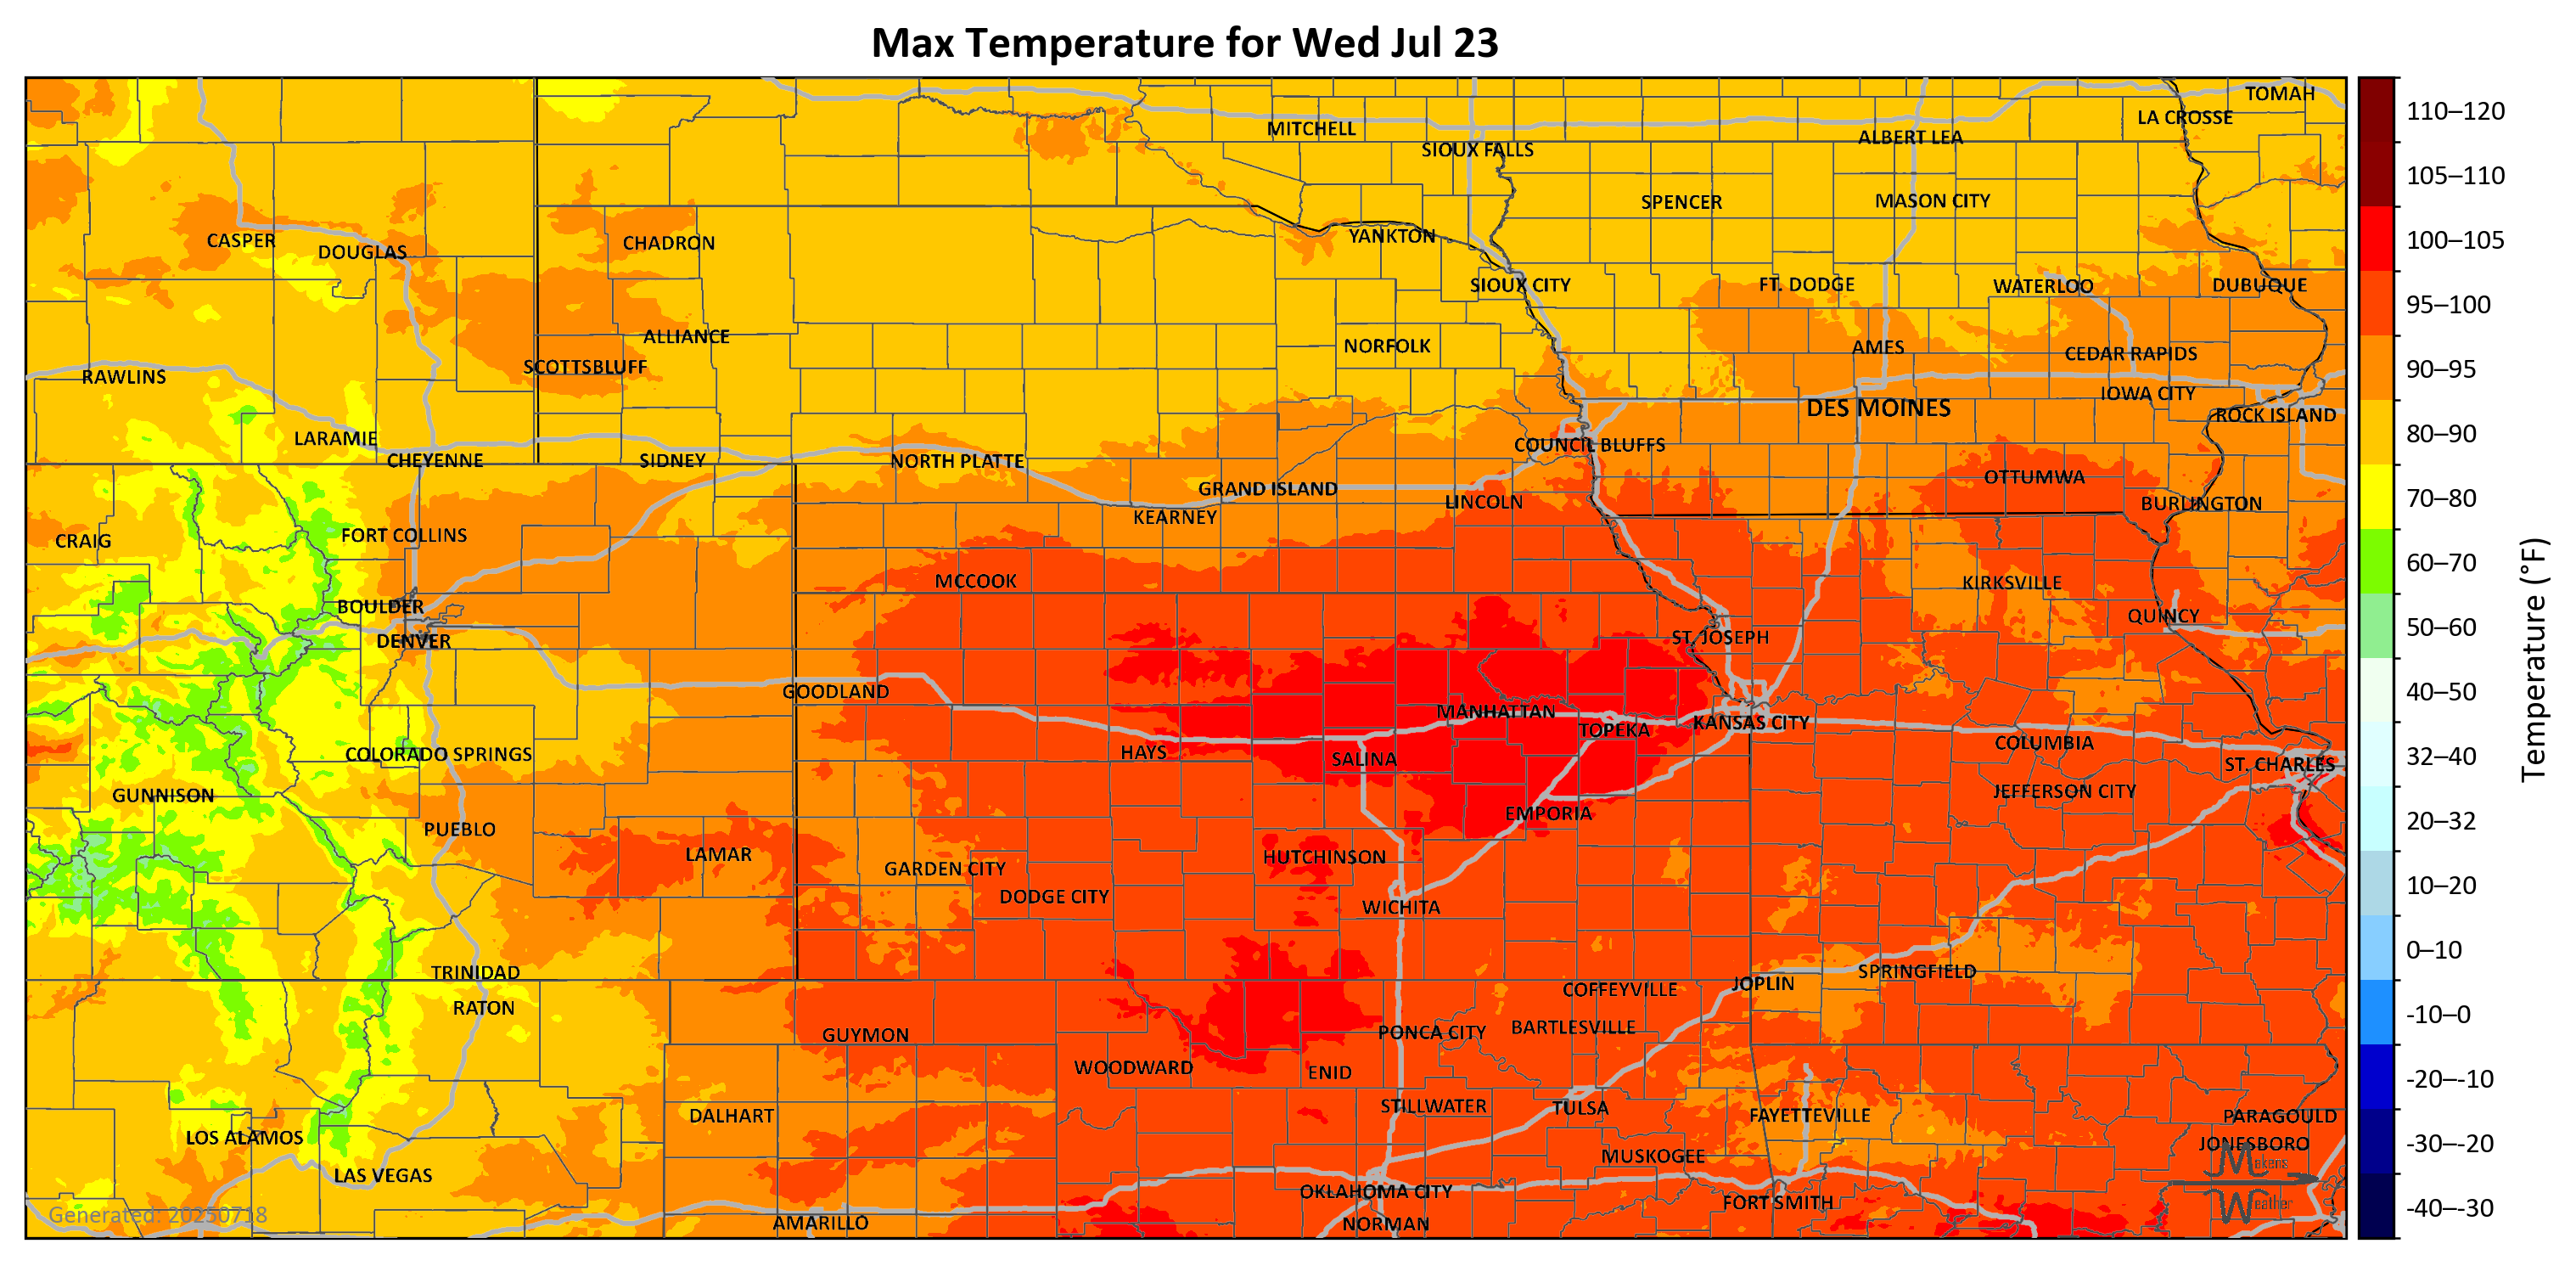 Max Temperature for Wed Jul 23
TOMAH
LA CROSSE
MITCHELL
ALBERT LEA
SIOUX FALLS
SPENCER
MASON CITY
CASPER
DOUGLAS
CHADRON
YANKTON
SIOUX CITY
FT. DODGE
WATERLOO
DUBUQUE
ALLIANCE
NORFOLK
AMES
CEDAR RAPIDS
SCOTTSBLUFF
RAWLINS
IOWA CITY
DES MOINES
ROCK ISLAND
LARAMIE
COUNCIL BLUFFS
CHEYENNE
SIDNEY
NORTH PLATTE
OTTUMWA
GRAND ISLAND
LINCOLN
BURLINGTON
KEARNEY
FORT COLLINS
CRAIG
MCCOOK
KIRKSVILLE
BOULDER
QUINCY
DENVER
ST. JOSEPH
GOODLAND
MANHATTAN
TOPEKA
KANSAS CITY
COLUMBIA
COLORADO SPRINGS
HAYS
SALINA
ST. CHARLES
GUNNISON
JEFFERSON CITY
EMPORIA
PUEBLO
LAMAR
HUTCHINSON
GARDEN CITY
DODGE CITY
WICHITA
TRINIDAD
SPRINGFIELD
JOPLIN
COFFEYVILLE
RATON
GUYMON
PONCA CITY
BARTLESVILLE
WOODWARD
ENID
DALHART
STILLWATER
TULSA
FAYETTEVILLE
PARAGOULD
LOS ALAMOS
JONESBORO
MUSKOGEE
LAS VEGAS
OKLAHOMA CITY
FORT SMITH
AMARILLO
NORMAN
Generated: 20250718
Makens
Weather
110–120
105–110
100–105
95–100
90–95
80–90
70–80
60–70
50–60
40–50
32–40
20–32
10–20
0–10
-10–0
-20–-10
-30–-20
-40–-30
Temperature (°F)